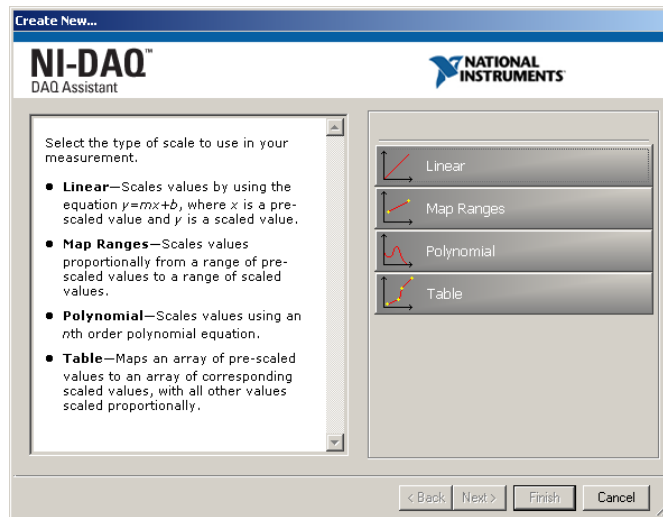 Create New...
NI-DAQ™
DAQ Assistant
NATIONAL
INSTRUMENTS
Select the type of scale to use in your
measurement.
● Linear—Scales values by using the
equation y=mx+b, where x is a pre-
scaled value and y is a scaled value.
● Map Ranges—Scales values
proportionally from a range of pre-
scaled values to a range of scaled
values.
● Polynomial—Scales values using an
nth order polynomial equation.
● Table—Maps an array of pre-scaled
values to an array of corresponding
scaled values, with all other values
scaled proportionally.
Linear
Map Ranges
Polynomial
Table
< Back Next > Finish Cancel